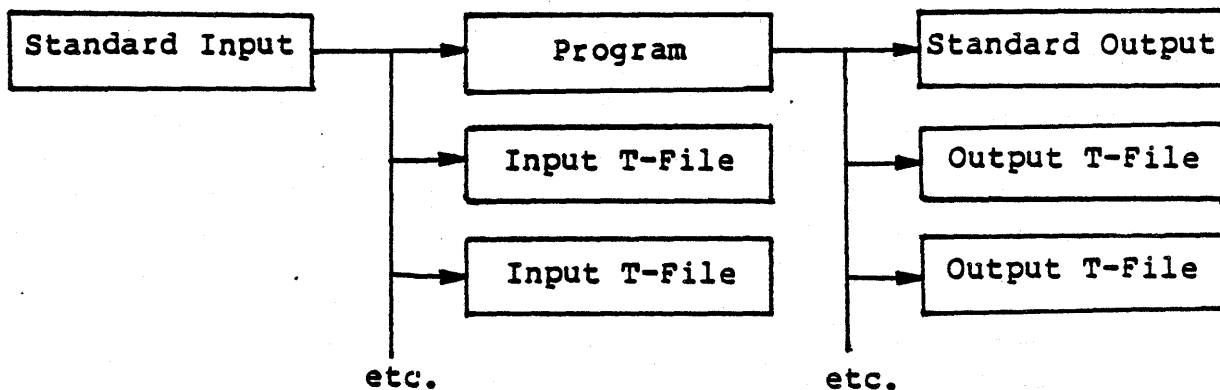 Standard Input
Program
Standard Output
Input T-File
Output T-File
Input T-File
Output T-File
etc.
etc.